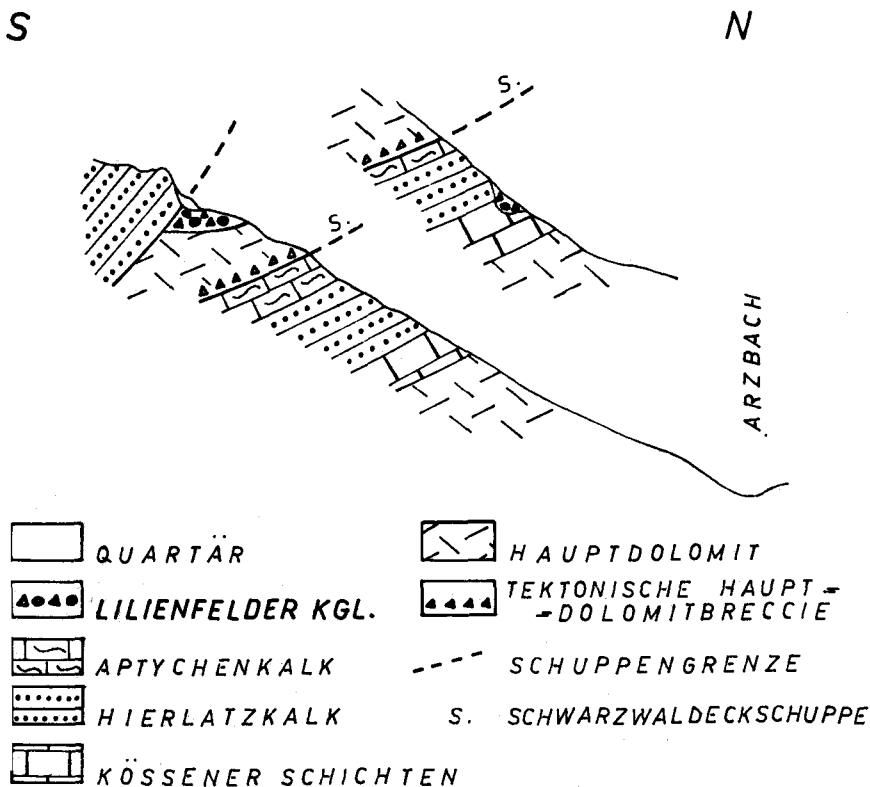 S
N
S.
S.
ARZBACH
QUARTÄR
LILIENFELDER KGL.
APTYCHENKALK
HIERLATZKALK
KÖSSENER SCHICHTEN
HAUPTDOLOMIT
TEKTONISCHE HAUPT=
=DOLOMITBRECCIE
SCHUPPENGRENZE
S. SCHWARZWALDECKSCHUPPE